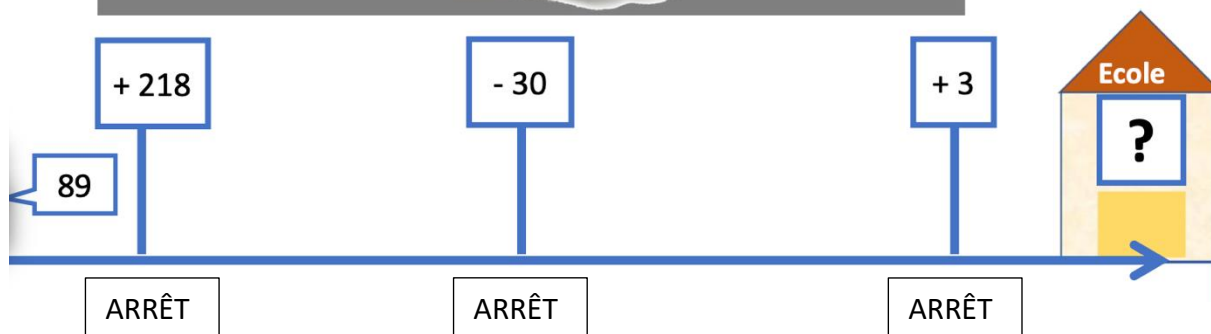 + 218
- 30
+ 3
Ecole
?
89
ARRÊT
ARRÊT
ARRÊT